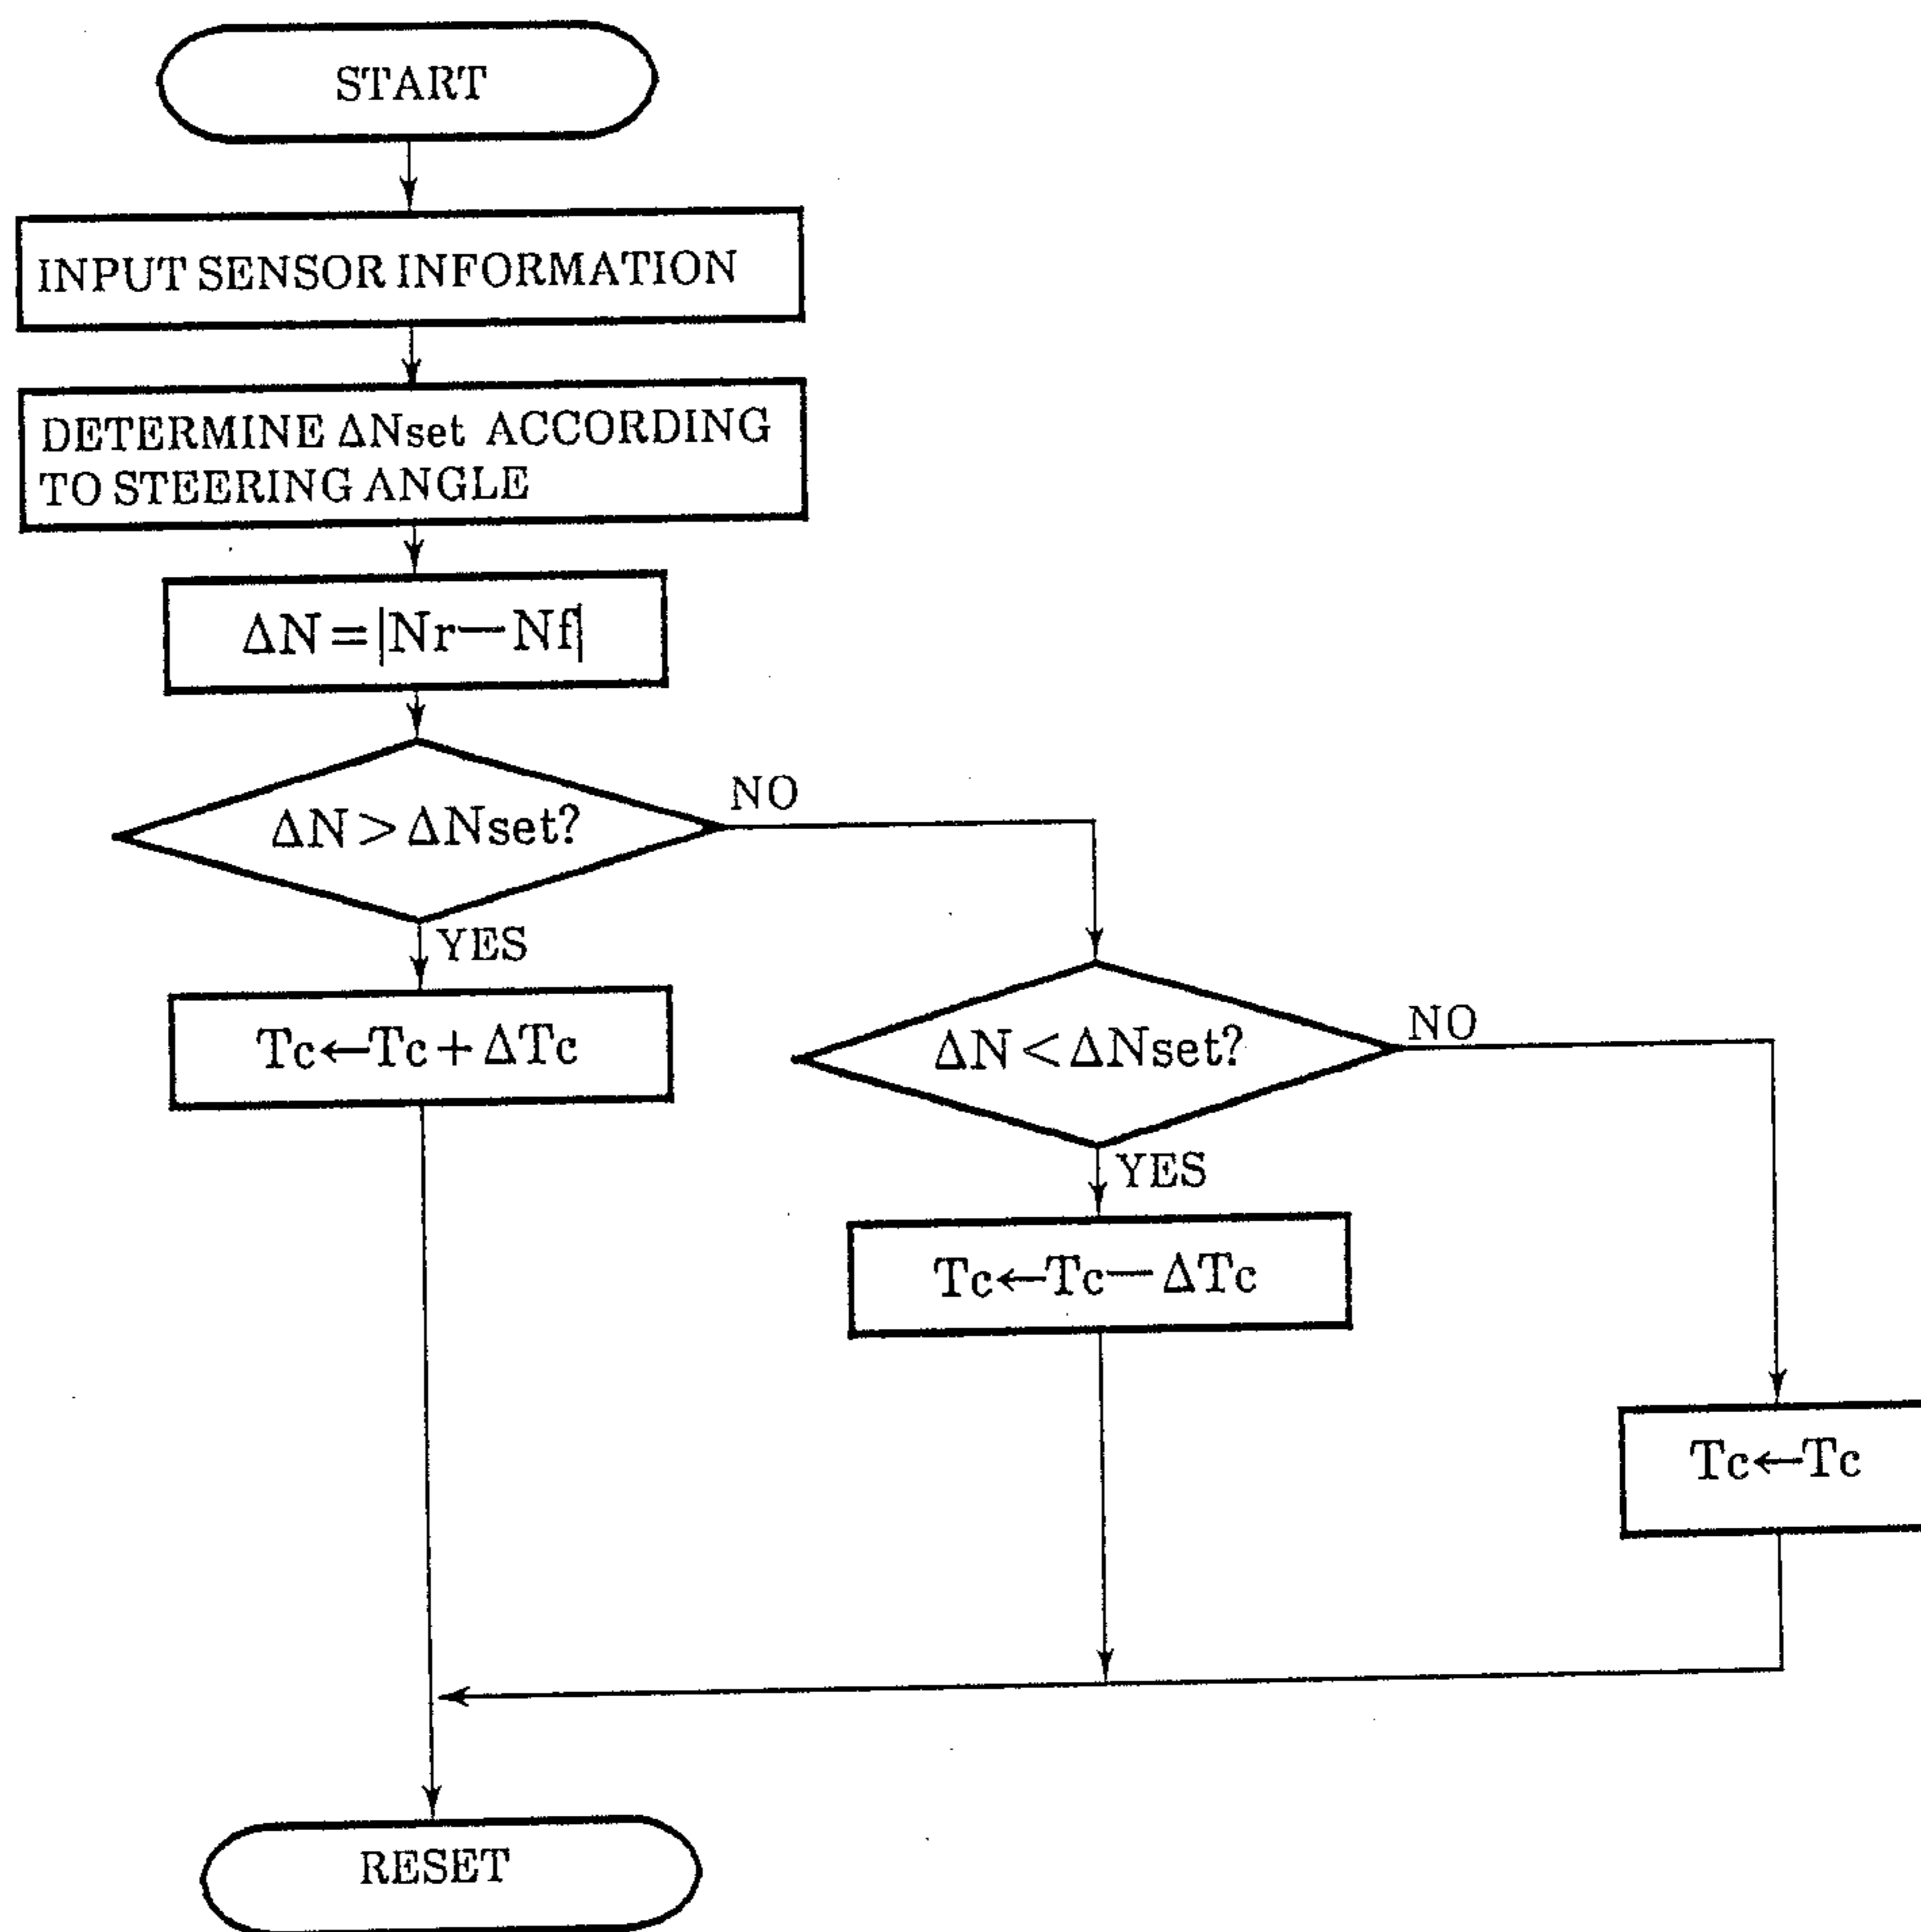 START
INPUT SENSOR INFORMATION
DETERMINE ΔNset ACCORDING
TO STEERING ANGLE
ΔN=|Nr−Nf|
ΔN>ΔNset?
NO
YES
Tc←Tc+ΔTc
ΔN<ΔNset?
NO
YES
Tc←Tc−ΔTc
Tc←Tc
RESET